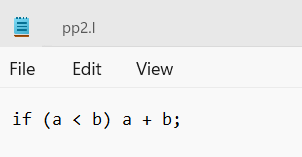 pp2.l
File Edit View
if (a < b) a + b;